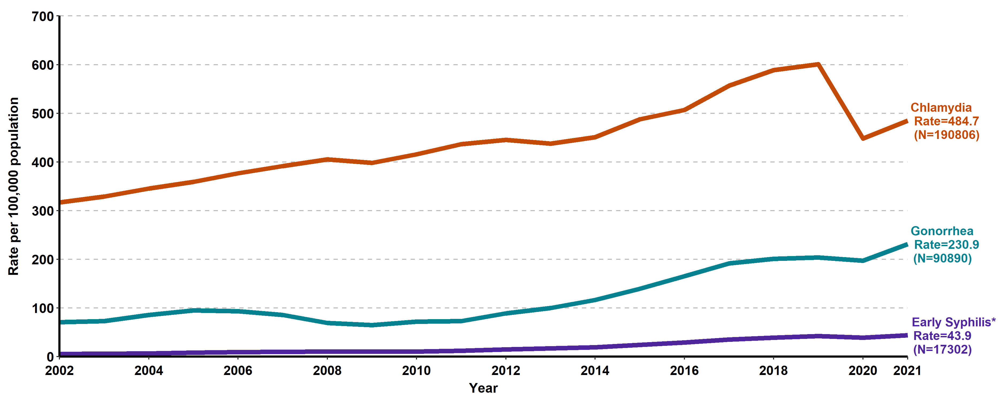 700
600
500
400
300
200
100
0
Rate per 100,000 population
2002 2004 2006 2008 2010 2012 2014 2016 2018 2020 2021
Year
Chlamydia
Rate=484.7
(N=190806)
Gonorrhea
Rate=230.9
(N=90890)
Early Syphilis*
Rate=43.9
(N=17302)